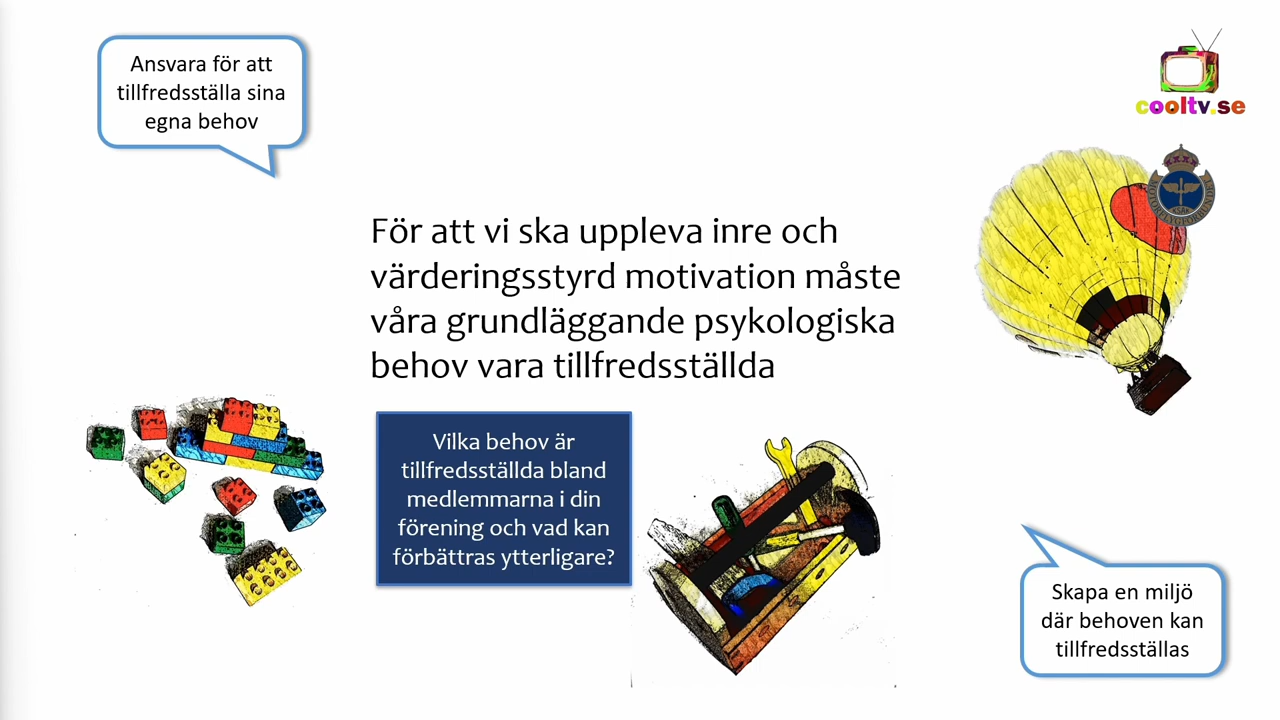 Ansvara för att
tillfredsställa sina
egna behov
cooltv.se
För att vi ska uppleva inre och
värderingsstyrd motivation måste
våra grundläggande psykologiska
behov vara tillfredsställda
Vilka behov är
tillfredsställda bland
medlemmarna i din
förening och vad kan
förbättras ytterligare?
Skapa en miljö
där behoven kan
tillfredsställas